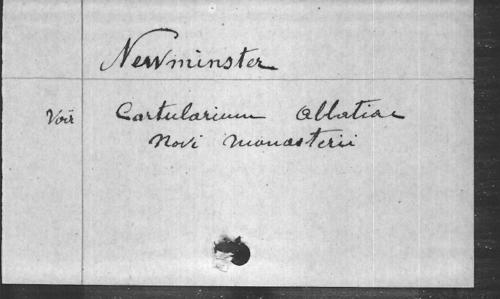 Newminster
Voir Cartularium Abbatiae
Novi Monasterii